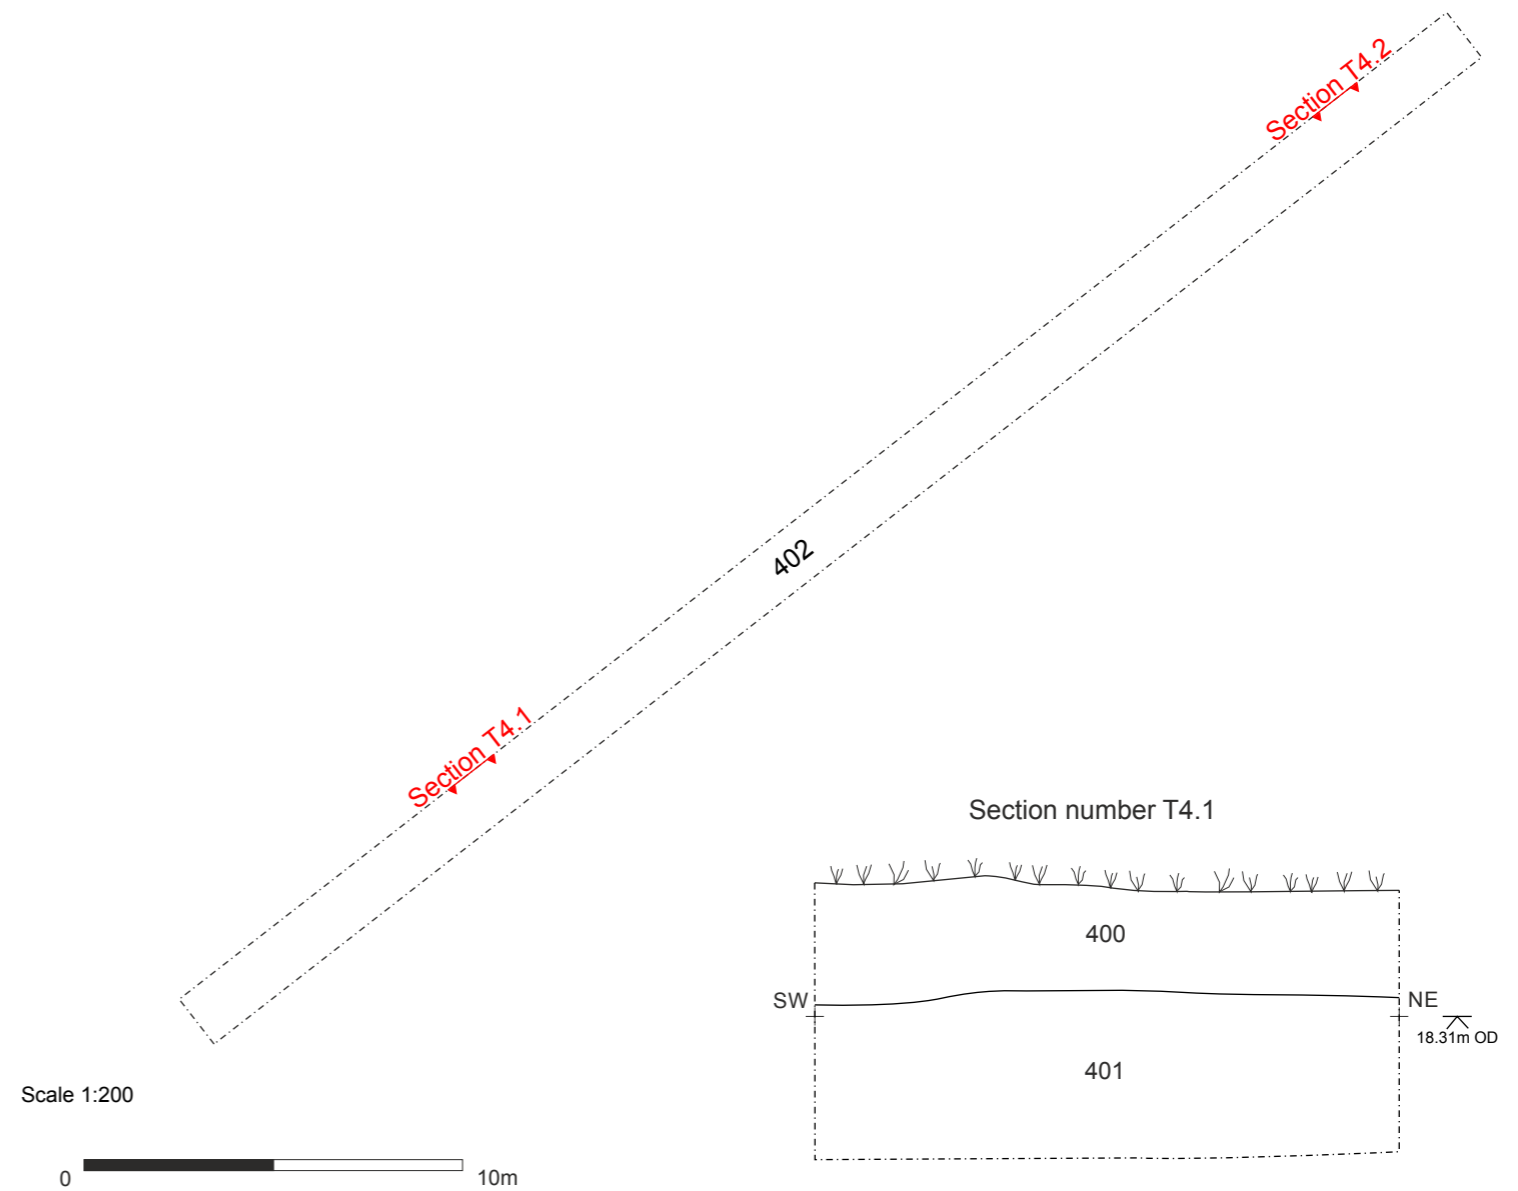 Section T4.2
402
Section T4.1
Section number T4.1
400
SW
NE
18.31m OD
401
Scale 1:200
0
10m